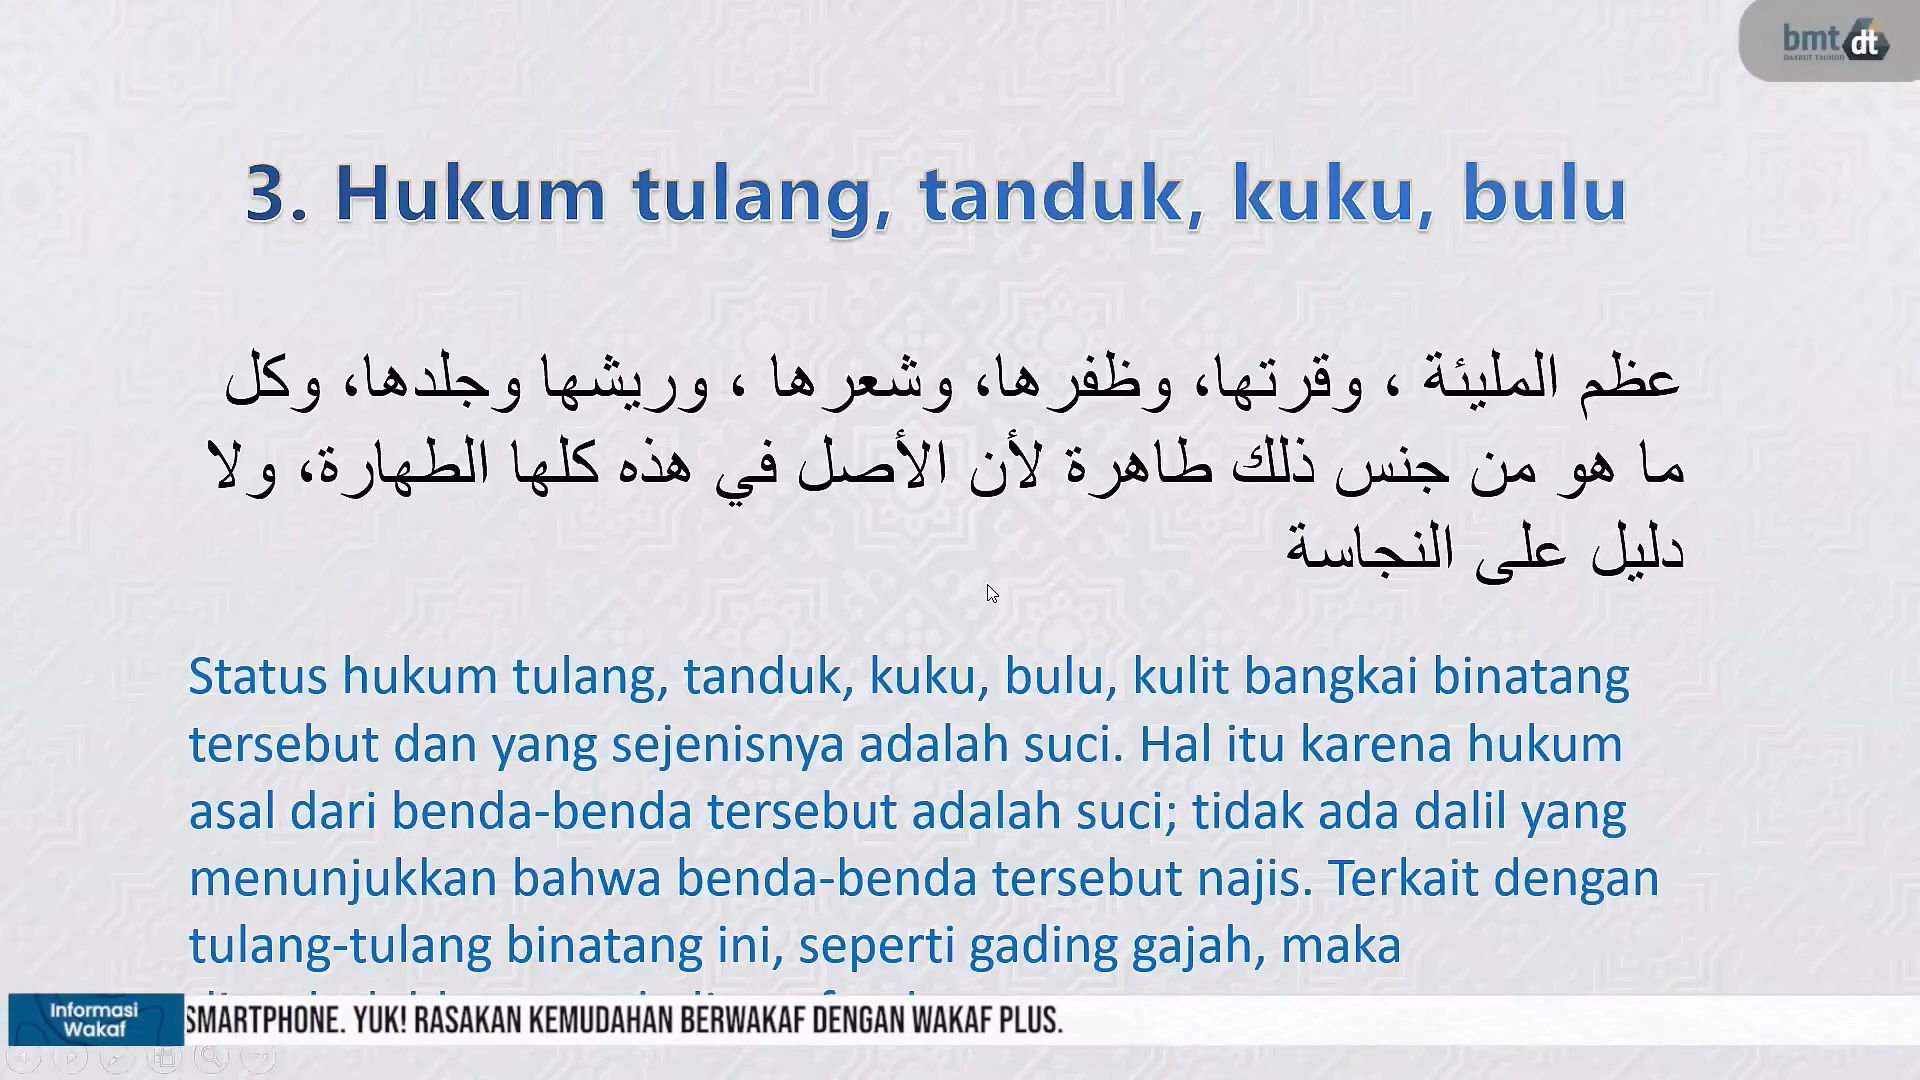 bmt dt
DAARUT TAUHIID
3. Hukum tulang, tanduk, kuku, bulu
عظم المليئة ، وقرتها، وظفرها، وشعرها ، وريشها وجلدها، وكل
ما هو من جنس ذلك طاهرة لأن الأصل في هذه كلها الطهارة، ولا
دليل على النجاسة
Status hukum tulang, tanduk, kuku, bulu, kulit bangkai binatang
tersebut dan yang sejenisnya adalah suci. Hal itu karena hukum
asal dari benda-benda tersebut adalah suci; tidak ada dalil yang
menunjukkan bahwa benda-benda tersebut najis. Terkait dengan
tulang-tulang binatang ini, seperti gading gajah, maka
Informasi
Wakaf
SMARTPHONE. YUK! RASAKAN KEMUDAHAN BERWAKAF DENGAN WAKAF PLUS.